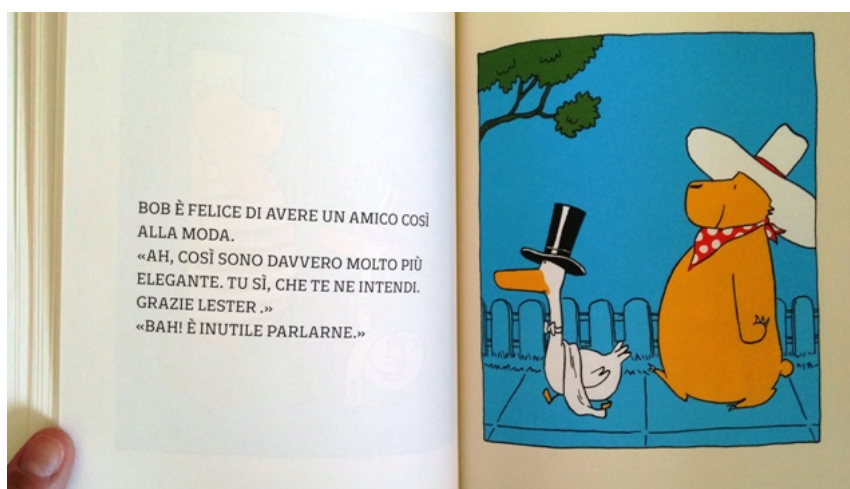 BOB È FELICE DI AVERE UN AMICO COSÌ
ALLA MODA.
«AH, COSÌ SONO DAVVERO MOLTO PIÙ
ELEGANTE. TU SÌ, CHE TE NE INTENDI.
GRAZIE LESTER .»
«BAH! È INUTILE PARLARNE.»